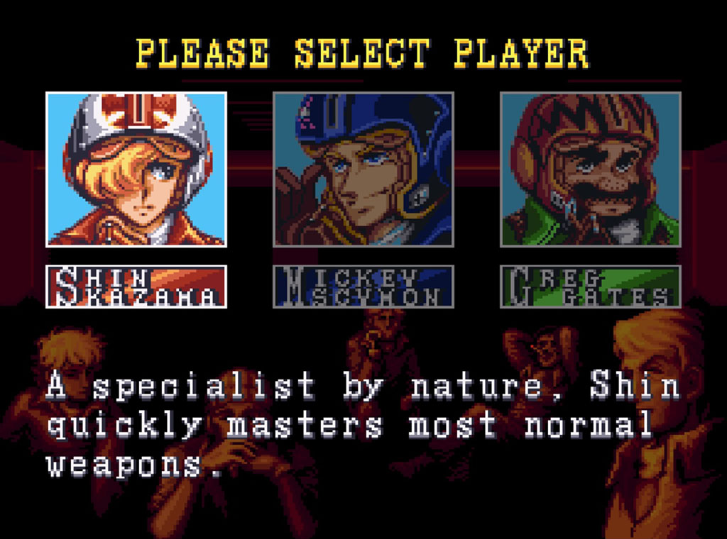 PLEASE SELECT PLAYER
SHIN
KAZAMA
MICKEY
SCYMON
GREG
GATES
A specialist by nature, Shin
quickly masters most normal
weapons.